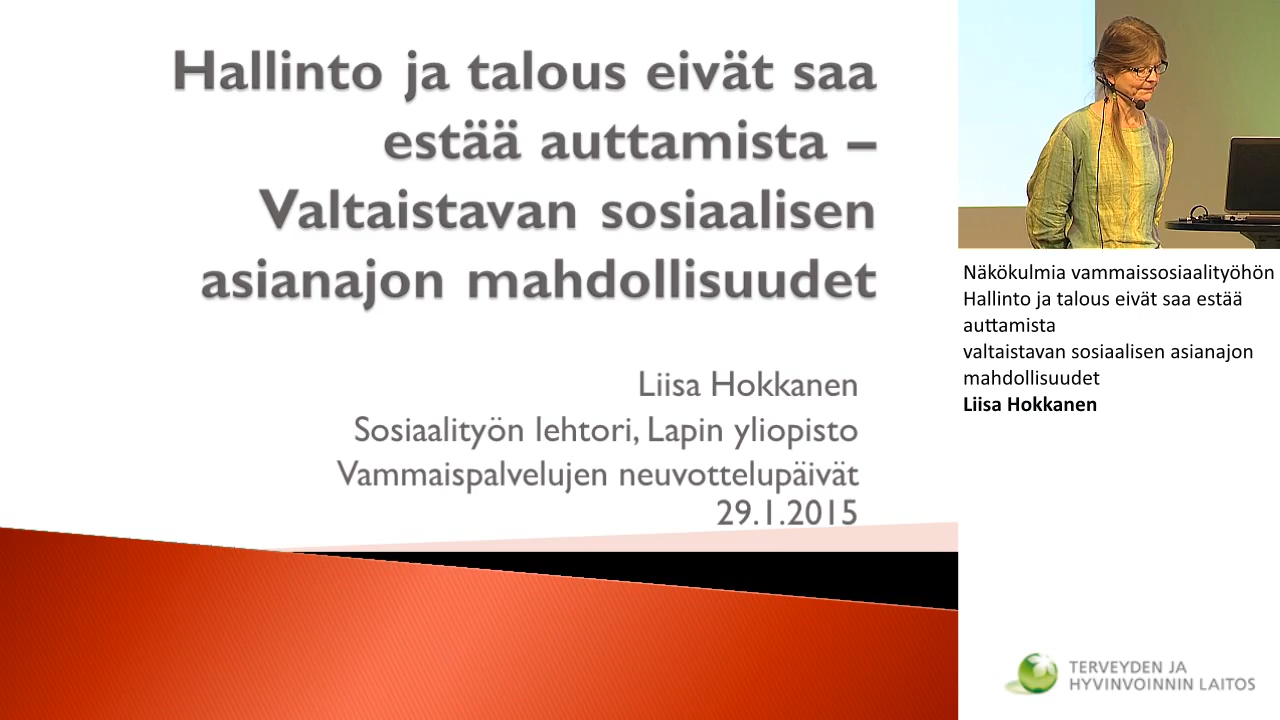 Hallinto ja talous eivät saa
estää auttamista –
Valtaistavan sosiaalisen
asianajon mahdollisuudet
Liisa Hokkanen
Sosiaalityön lehtori, Lapin yliopisto
Vammaispalvelujen neuvottelupäivät
29.1.2015
Näkökulmia vammaissosiaalityöhön
Hallinto ja talous eivät saa estää
auttamista
valtaistavan sosiaalisen asianajon
mahdollisuudet
Liisa Hokkanen
TERVEYDEN JA
HYVINVOINNIN LAITOS